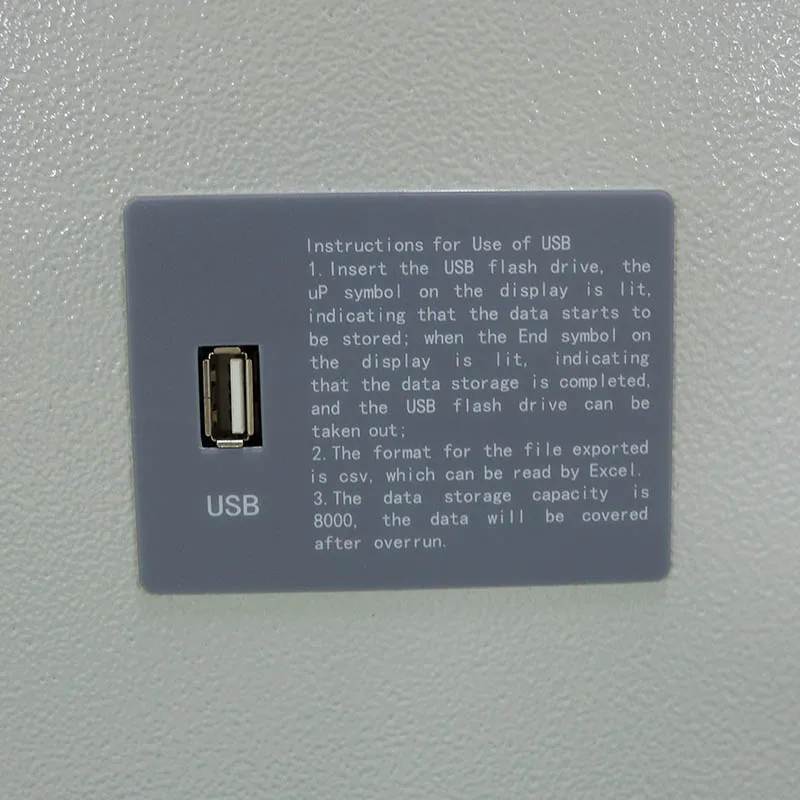 Instructions for Use of USB
1. Insert the USB flash drive, the
uP symbol on the display is lit,
indicating that the data starts to
be stored; when the End symbol on
the display is lit, indicating
that the data storage is completed,
and the USB flash drive can be
taken out;
2. The format for the file exported
is csv, which can be read by Excel.
3. The data storage capacity is
8000, the data will be covered
after overrun.
USB